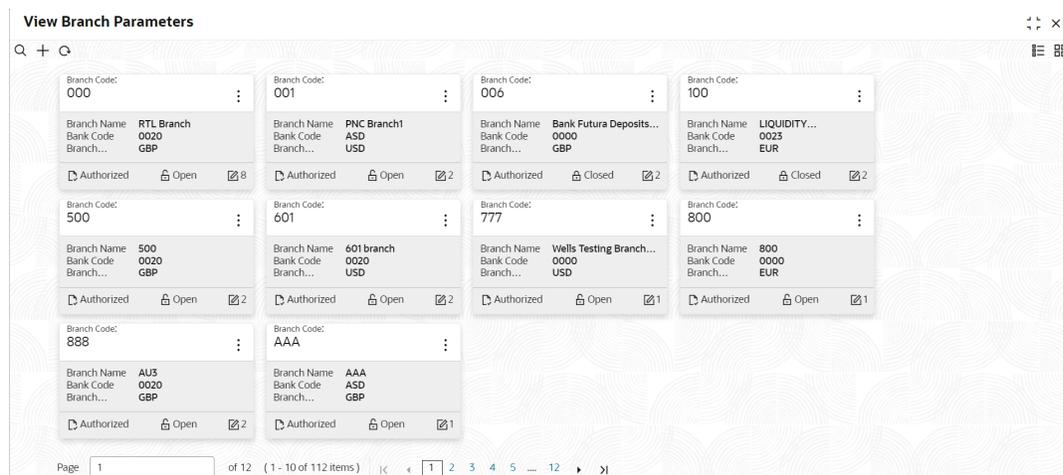 View Branch Parameters
Branch Code:
000
Branch Name RTL Branch
Bank Code 0020
Branch... GBP
Authorized Open 8
Branch Code:
001
Branch Name PNC Branch1
Bank Code ASD
Branch... USD
Authorized Open 2
Branch Code:
006
Branch Name Bank Futura Deposits...
Bank Code 0000
Branch... GBP
Authorized Closed 2
Branch Code:
100
Branch Name LIQUIDITY...
Bank Code 0023
Branch... EUR
Authorized Closed 2
Branch Code:
500
Branch Name 500
Bank Code 0020
Branch... GBP
Authorized Open 2
Branch Code:
601
Branch Name 601 branch
Bank Code 0020
Branch... USD
Authorized Open 2
Branch Code:
777
Branch Name Wells Testing Branch...
Bank Code 0000
Branch... USD
Authorized Open 1
Branch Code:
800
Branch Name 800
Bank Code 0000
Branch... EUR
Authorized Open 1
Branch Code:
888
Branch Name AU3
Bank Code 0020
Branch... GBP
Authorized Open 2
Branch Code:
AAA
Branch Name AAA
Bank Code ASD
Branch... GBP
Authorized Open 1
Page 1 of 12 ( 1 - 10 of 112 items ) 1 2 3 4 5 .... 12